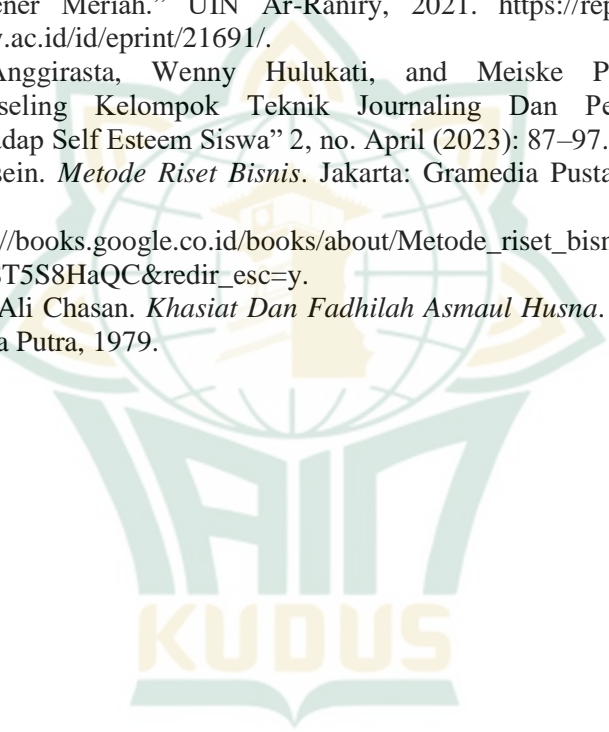 ener Meriah.” UIN Ar-Raniry, 2021. https://rep
.ac.id/id/eprint/21691/.
Anggirasta, Wenny Hulukati, and Meiske P
seling Kelompok Teknik Journaling Dan Pe
adap Self Esteem Siswa” 2, no. April (2023): 87–97.
sein. Metode Riset Bisnis. Jakarta: Gramedia Pusta
//books.google.co.id/books/about/Metode_riset_bisn
ST5S8HaQC&redir_esc=y.
Ali Chasan. Khasiat Dan Fadhilah Asmaul Husna.
a Putra, 1979.
IAIN
KUDUS